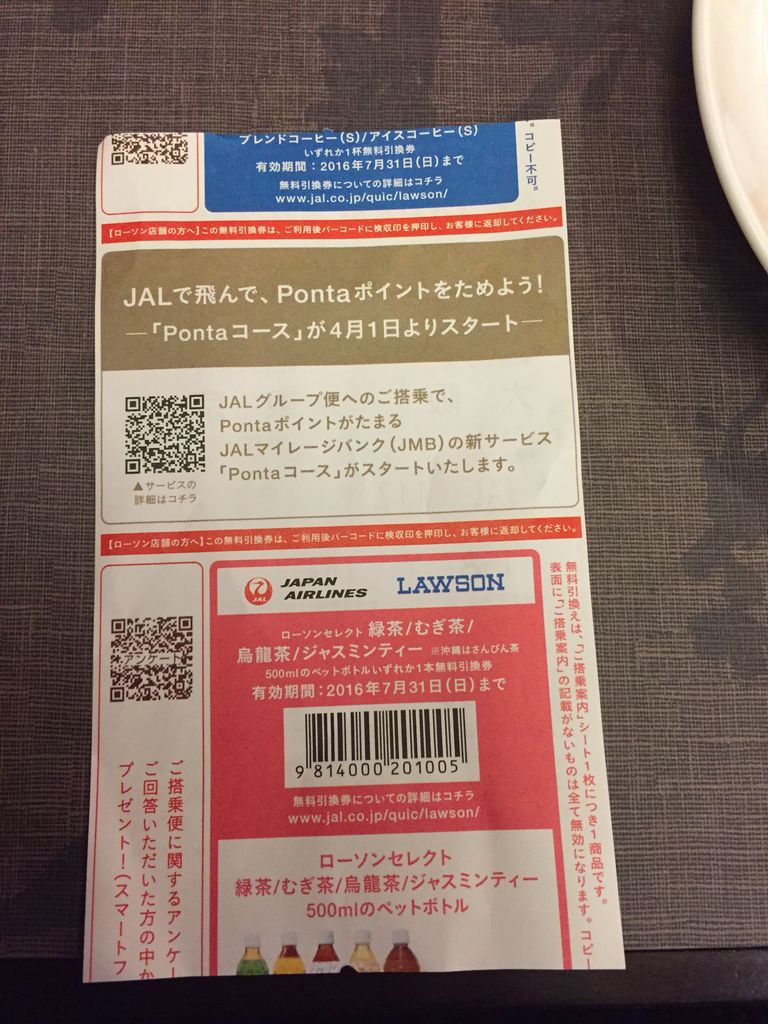 ブレンドコーヒー(S)/アイスコーヒー(S)
いずれか1杯無料引換券
有効期間：2016年7月31日(日)まで
無料引換券についての詳細はコチラ
www.jal.co.jp/quic/lawson/
。コピー不可。
【ローソン店舗の方へ】この無料引換券は、ご利用後バーコードに検収印を押印し、お客様に返却してください。
JALで飛んで、Pontaポイントをためよう!
―「Pontaコース」が4月1日よりスタート―
JALグループ便へのご搭乗で、
Pontaポイントがたまる
JALマイレージバンク(JMB)の新サービス
「Pontaコース」がスタートいたします。
▲サービスの
詳細はコチラ
【ローソン店舗の方へ】この無料引換券は、ご利用後バーコードに検収印を押印し、お客様に返却してください。
JAL
JAPAN
AIRLINES
LAWSON
ローソンセレクト 緑茶/むぎ茶/
烏龍茶/ジャスミンティー ※沖縄はさんぴん茶
500mlのペットボトルいずれか1本無料引換券
有効期間：2016年7月31日(日)まで
9 814000 201005
無料引換券についての詳細はコチラ
www.jal.co.jp/quic/lawson/
ローソンセレクト
緑茶/むぎ茶/烏龍茶/ジャスミンティー
500mlのペットボトル
無料引換えは、「ご搭乗案内」シート1枚につき1商品です。
表面に「ご搭乗案内」の記載がないものは全て無効になります。コピー
アンケート
ご搭乗便に関するアンケー
ご回答いただいた方の中か
プレゼント!(スマートフ